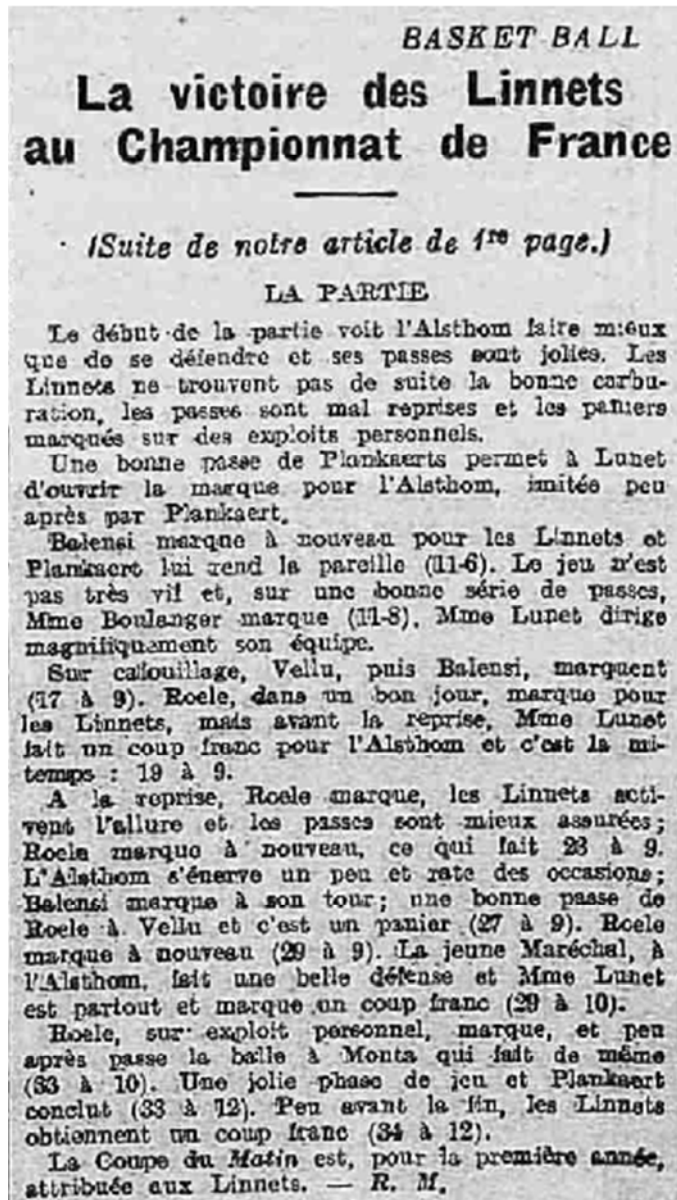 BASKET BALL
La victoire des Linnets
au Championnat de France
(Suite de notre article de 1re page.)
LA PARTIE
Le début de la partie voit l'Alsthom faire mieux
que de se défendre et ses passes sont jolies. Les
Linnets ne trouvent pas de suite la bonne carbu-
ration, les passes sont mal reprises et les paniers
marqués sur des exploits personnels.
Une bonne passe de Plankaerts permet à Lunet
d'ouvrir la marque pour l'Alsthom, imitée peu
après par Plankaert.
Balensi marque à nouveau pour les Linnets et
Plankaert lui rend la pareille (11-6). Le jeu n'est
pas très vif et, sur une bonne série de passes,
Mme Boulanger marque (11-8). Mme Lunet dirige
magnifiquement son équipe.
Sur cafouillage, Vellu, puis Balensi, marquent
(17 à 9). Roele, dans un bon jour, marque pour
les Linnets, mais avant la reprise, Mme Lunet
fait un coup franc pour l'Alsthom et c'est la mi-
temps : 19 à 9.
A la reprise, Roele marque, les Linnets acti-
vent l'allure et les passes sont mieux assurées ;
Roele marque à nouveau, ce qui fait 23 à 9.
L'Alsthom s'énerve un peu et rate des occasions ;
Balensi marque à son tour ; une bonne passe de
Roele à Vellu et c'est un panier (27 à 9). Roele
marque à nouveau (29 à 9). La jeune Maréchal, à
l'Alsthom, fait une belle défense et Mme Lunet
est partout et marque un coup franc (29 à 10).
Roele, sur exploit personnel, marque, et peu
après passe la balle à Monta qui fait de même
(33 à 10). Une jolie phase de jeu et Plankaert
conclut (33 à 12). Peu avant la fin, les Linnets
obtiennent un coup franc (34 à 12).
La Coupe du Matin est, pour la première année,
attribuée aux Linnets. — R. M.